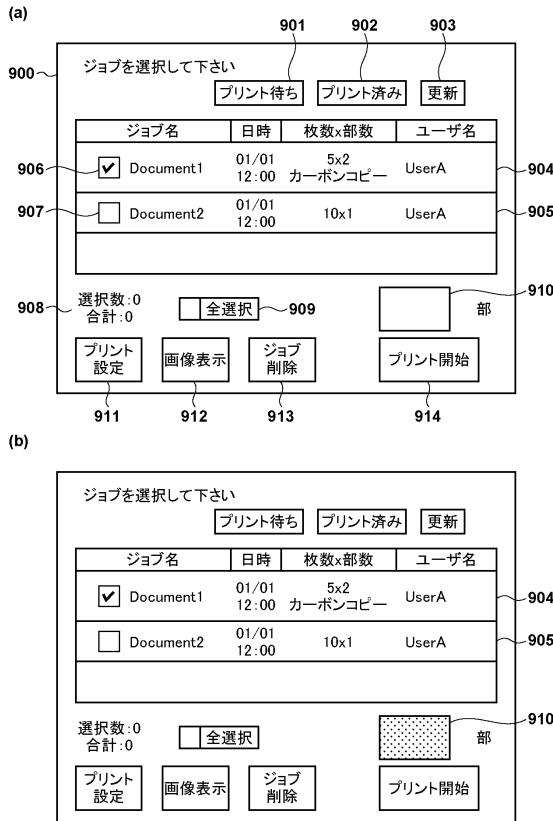 (a)
901 902 903
900
ジョブを選択して下さい
プリント待ち プリント済み 更新
ジョブ名 日時 枚数x部数 ユーザ名
906 Document1 01/01 12:00 5x2 カーボンコピー UserA 904
907 Document2 01/01 12:00 10x1 UserA 905
910
908 選択数:0 合計:0 全選択 909 部
プリント設定 画像表示 ジョブ削除 プリント開始
911 912 913 914
(b)
ジョブを選択して下さい
プリント待ち プリント済み 更新
ジョブ名 日時 枚数x部数 ユーザ名
Document1 01/01 12:00 5x2 カーボンコピー UserA 904
Document2 01/01 12:00 10x1 UserA 905
910
選択数:0 合計:0 全選択 部
プリント設定 画像表示 ジョブ削除 プリント開始